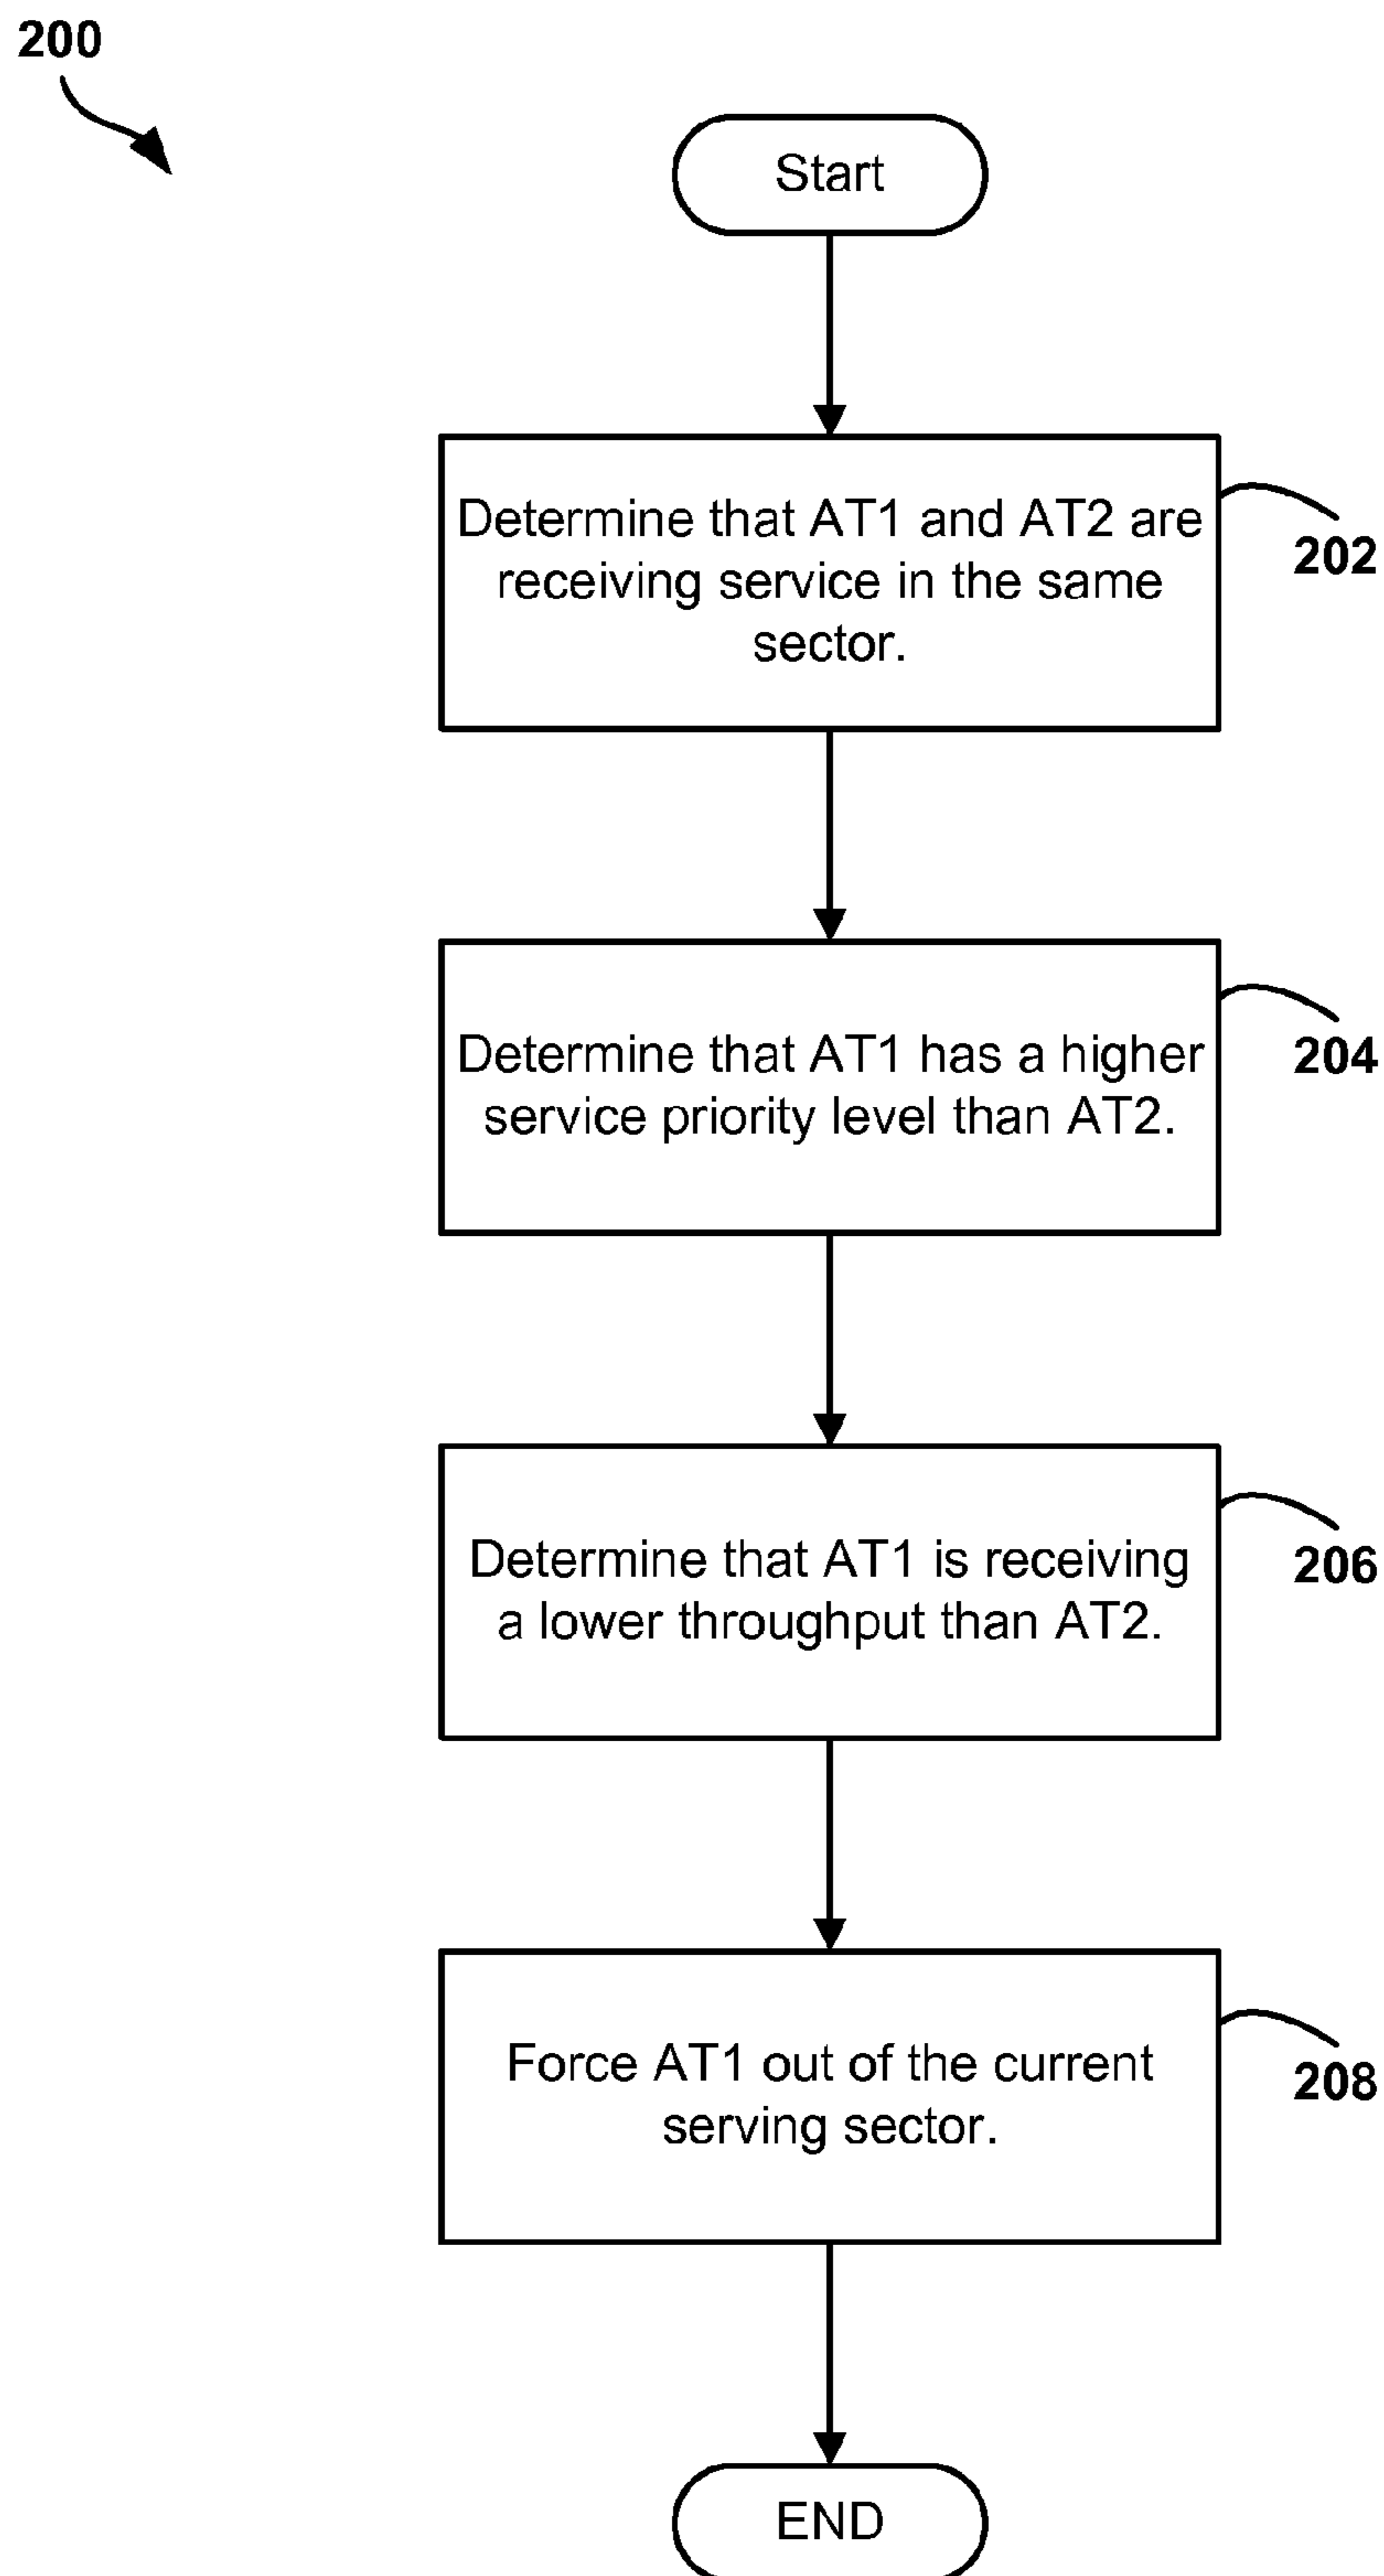 200
Start
Determine that AT1 and AT2 are
receiving service in the same
sector.
202
Determine that AT1 has a higher
service priority level than AT2.
204
Determine that AT1 is receiving
a lower throughput than AT2.
206
Force AT1 out of the current
serving sector.
208
END